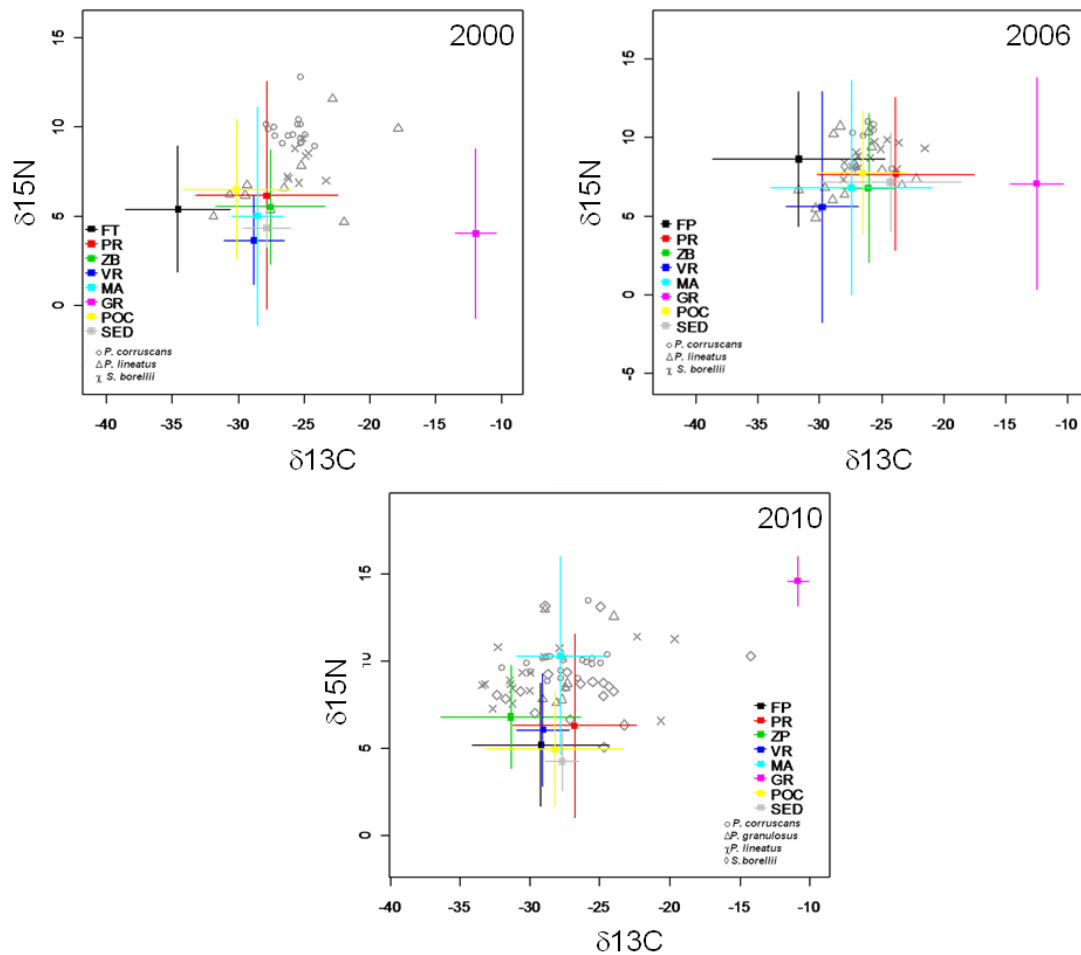 2000
15
10
5
0
δ15N
FT
PR
ZB
VR
MA
GR
POC
SED
○ P. corruscans
△ P. lineatus
χ S. borellii
-40 -35 -30 -25 -20 -15 -10
δ13C
2006
15
10
5
0
-5
δ15N
FP
PR
ZB
VR
MA
GR
POC
SED
○ P. corruscans
△ P. lineatus
χ S. borellii
-40 -35 -30 -25 -20 -15 -10
δ13C
2010
15
10
5
0
δ15N
FP
PR
ZP
VR
MA
GR
POC
SED
○ P. corruscans
△ P. granulosus
χ P. lineatus
◊ S.borellii
-40 -35 -30 -25 -20 -15 -10
δ13C